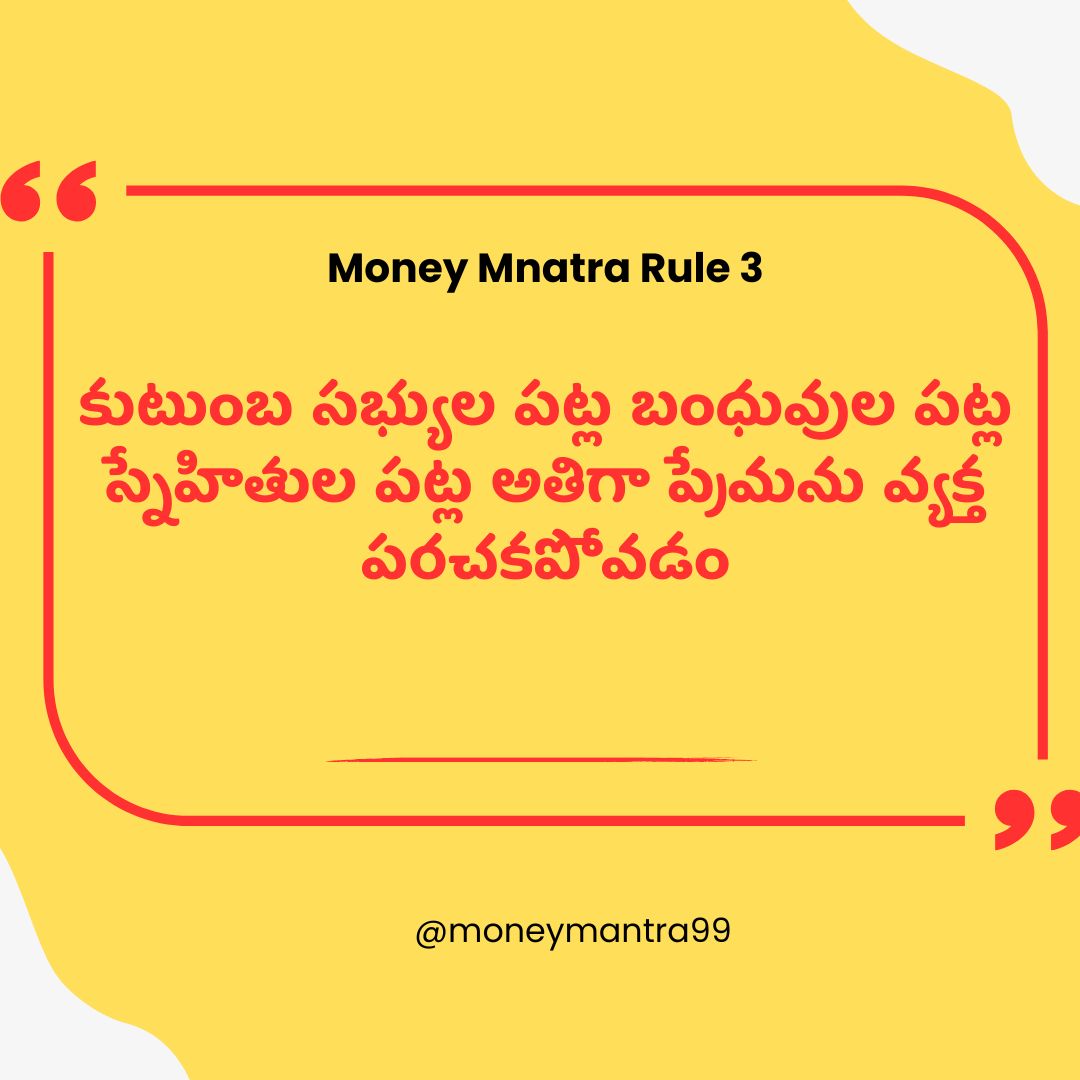 Money Mnatra Rule 3
కుటుంబ సభ్యుల పట్ల బంధువుల పట్ల
స్నేహితుల పట్ల అతిగా ప్రేమను వ్యక్త
పరచకపోవడం
@moneymantra99